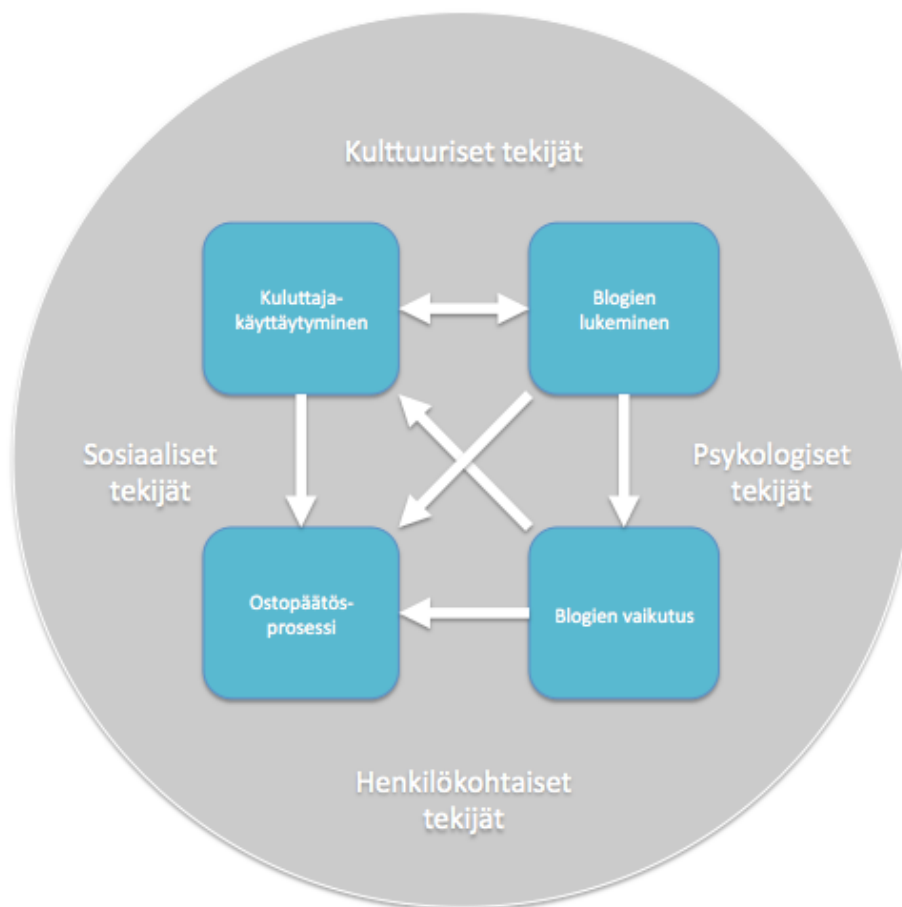 Kulttuuriset tekijät
Kuluttaja-
käyttäytyminen
Blogien
lukeminen
Sosiaaliset
tekijät
Psykologiset
tekijät
Ostopäätös-
prosessi
Blogien vaikutus
Henkilökohtaiset
tekijät